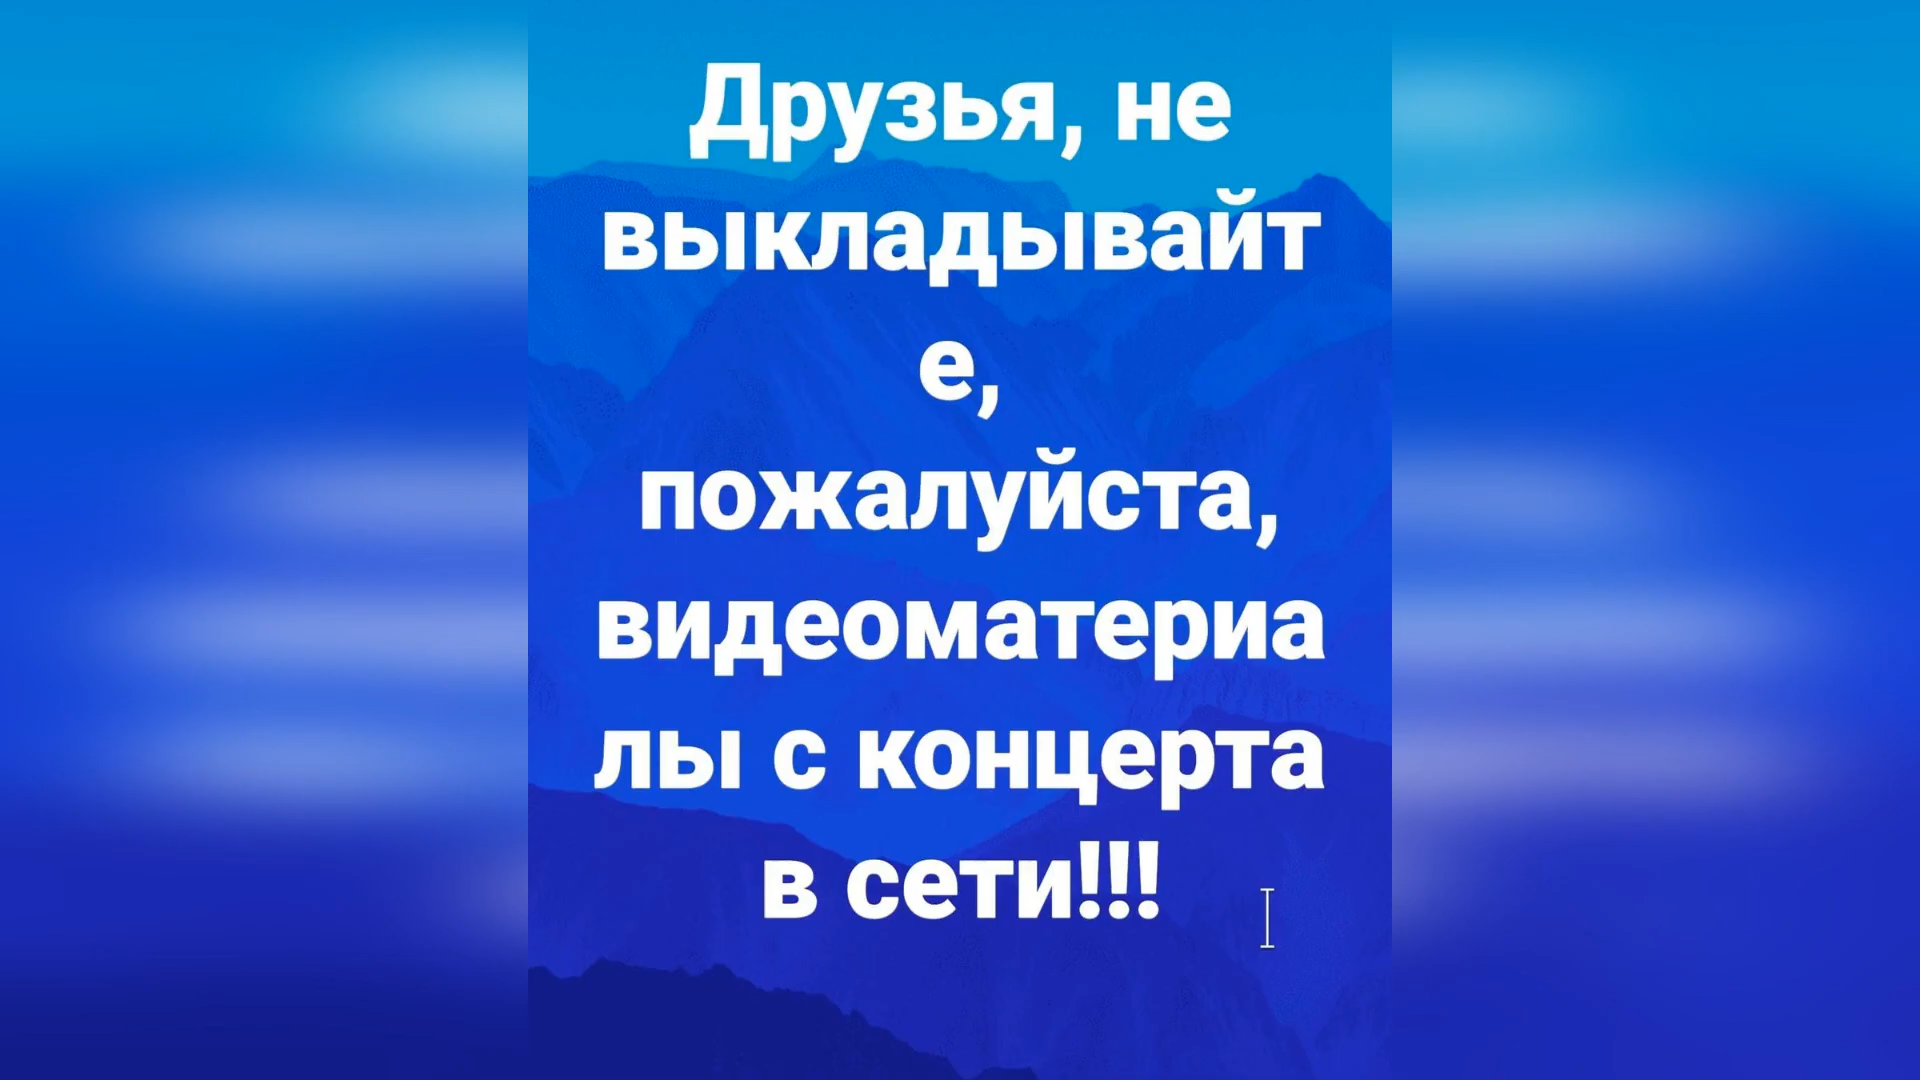 Друзья, не
выкладывайт
е,
пожалуйста,
видеоматериа
лы с концерта
в сети!!!